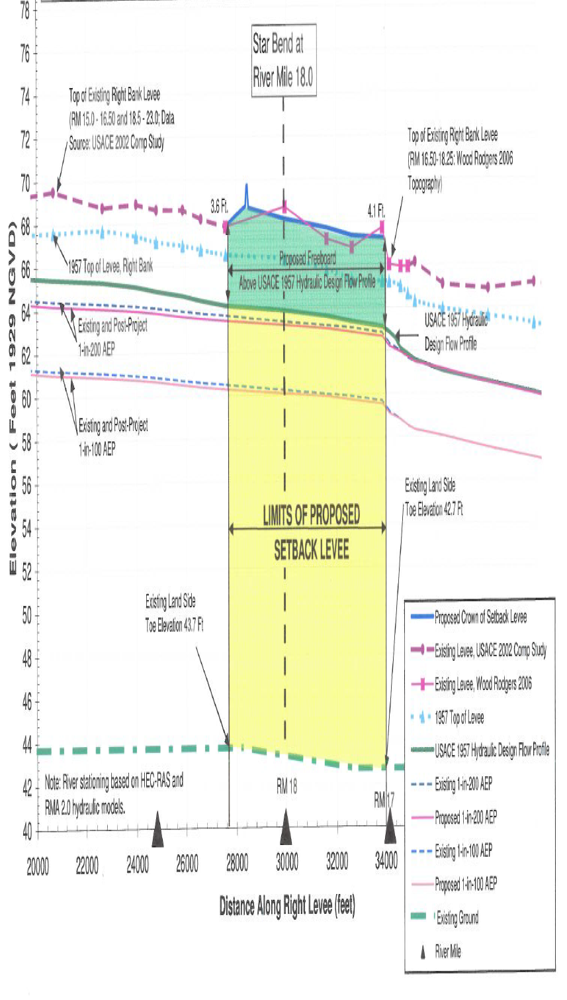 78
76
74
72
70
68
66
64
62
60
58
56
54
52
50
48
46
44
42
40
Elevation ( Feet 1929 NGVD)
Star Bend at
River Mile 18.0
Top of Existing Right Bank Levee
(RM 15.0 - 16.50 and 18.5 - 23.0; Data
Source: USACE 2002 Comp Study
Top of Existing Right Bank Levee
(RM 16.50-18.25: Wood Rodgers 2006
Topography)
3.6 Ft.
4.1 Ft.
1957 Top of Levee, Right Bank
Proposed Freeboard
Above USACE 1957 Hydraulic Design Flow Profile
Existing and Post-Project
1-in-200 AEP
USACE 1957 Hydraulic
Design Flow Profile
Existing and Post-Project
1-in-100 AEP
Existing Land Side
Toe Elevation 42.7 Ft
LIMITS OF PROPOSED
SETBACK LEVEE
Existing Land Side
Toe Elevation 43.7 Ft
Note: River stationing based on HEC-RAS and
RMA 2.0 hydraulic models.
RM 18
RM 17
20000 22000 24000 26000 28000 30000 32000 34000
Distance Along Right Levee (feet)
Proposed Crown of Setback Levee
Existing Levee, USACE 2002 Comp Study
Existing Levee, Wood Rodgers 2006
1957 Top of Levee
USACE 1957 Hydraulic Design Flow Profile
Existing 1-in-200 AEP
Proposed 1-in-200 AEP
Existing 1-in-100 AEP
Proposed 1-in-100 AEP
Existing Ground
River Mile